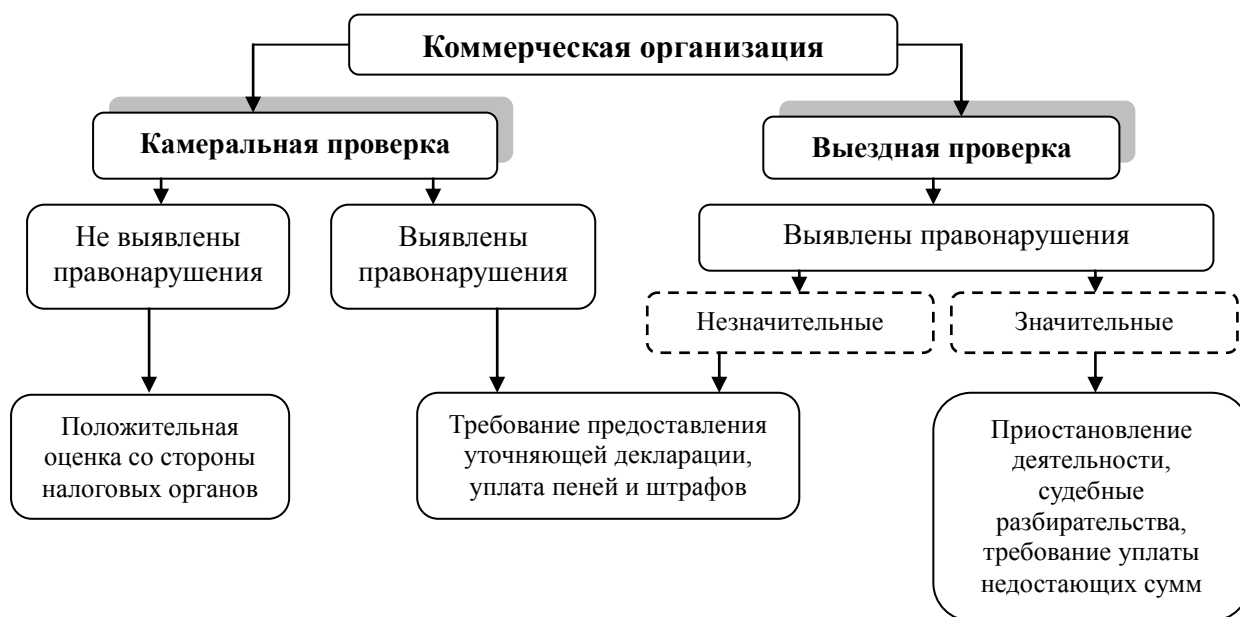 Коммерческая организация
Камеральная проверка
Выездная проверка
Не выявлены
правонарушения
Выявлены
правонарушения
Выявлены правонарушения
Незначительные
Значительные
Положительная
оценка со стороны
налоговых органов
Требование предоставления
уточняющей декларации,
уплата пеней и штрафов
Приостановление
деятельности,
судебные
разбирательства,
требование уплаты
недостающих сумм